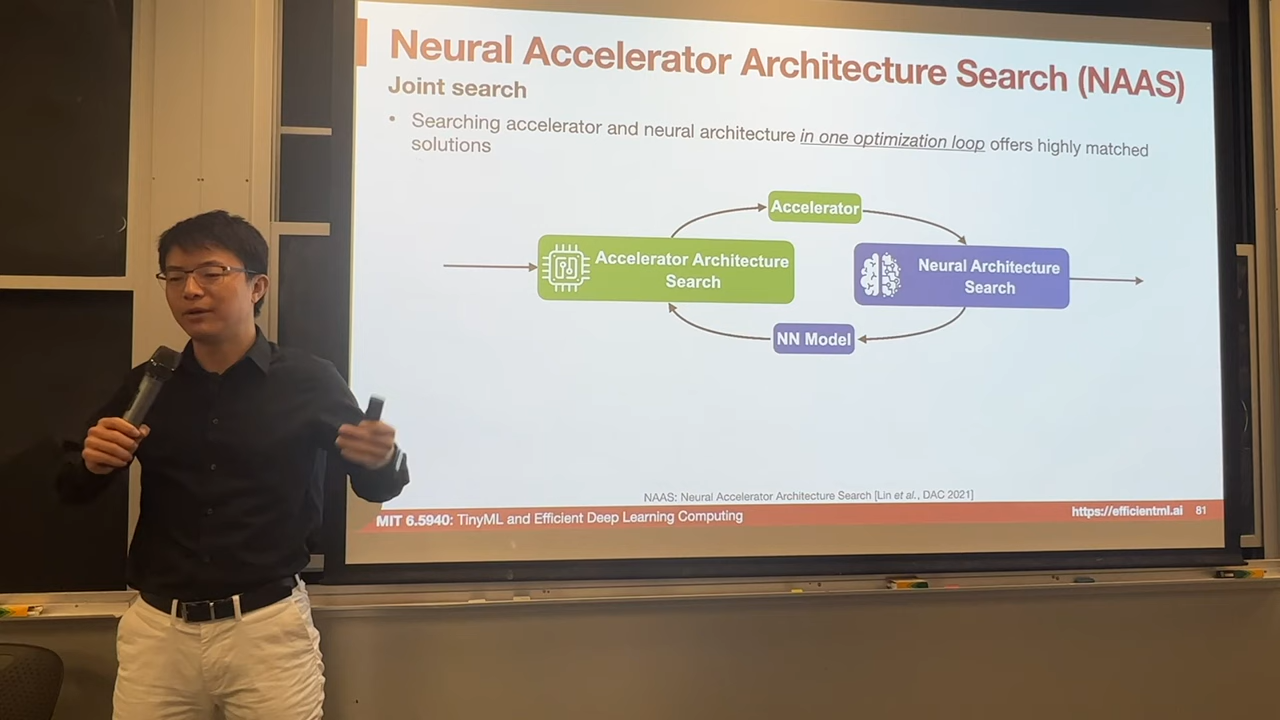 Neural Accelerator Architecture Search (NAAS)
Joint search
• Searching accelerator and neural architecture in one optimization loop offers highly matched
solutions
Accelerator
Accelerator Architecture
Search
Neural Architecture
Search
NN Model
NAAS: Neural Accelerator Architecture Search [Lin et al., DAC 2021]
MIT 6.5940: TinyML and Efficient Deep Learning Computing
https://efficientml.ai 81